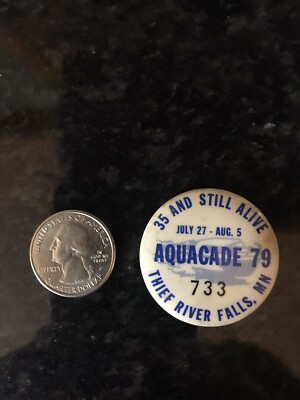 UNITED STATES OF AMERICA
LIBERTY
IN
GOD WE
TRUST
QUARTER DOLLAR
35 AND STILL ALIVE
JULY 27 - AUG. 5
AQUACADE 79
733
THIEF RIVER FALLS, MN